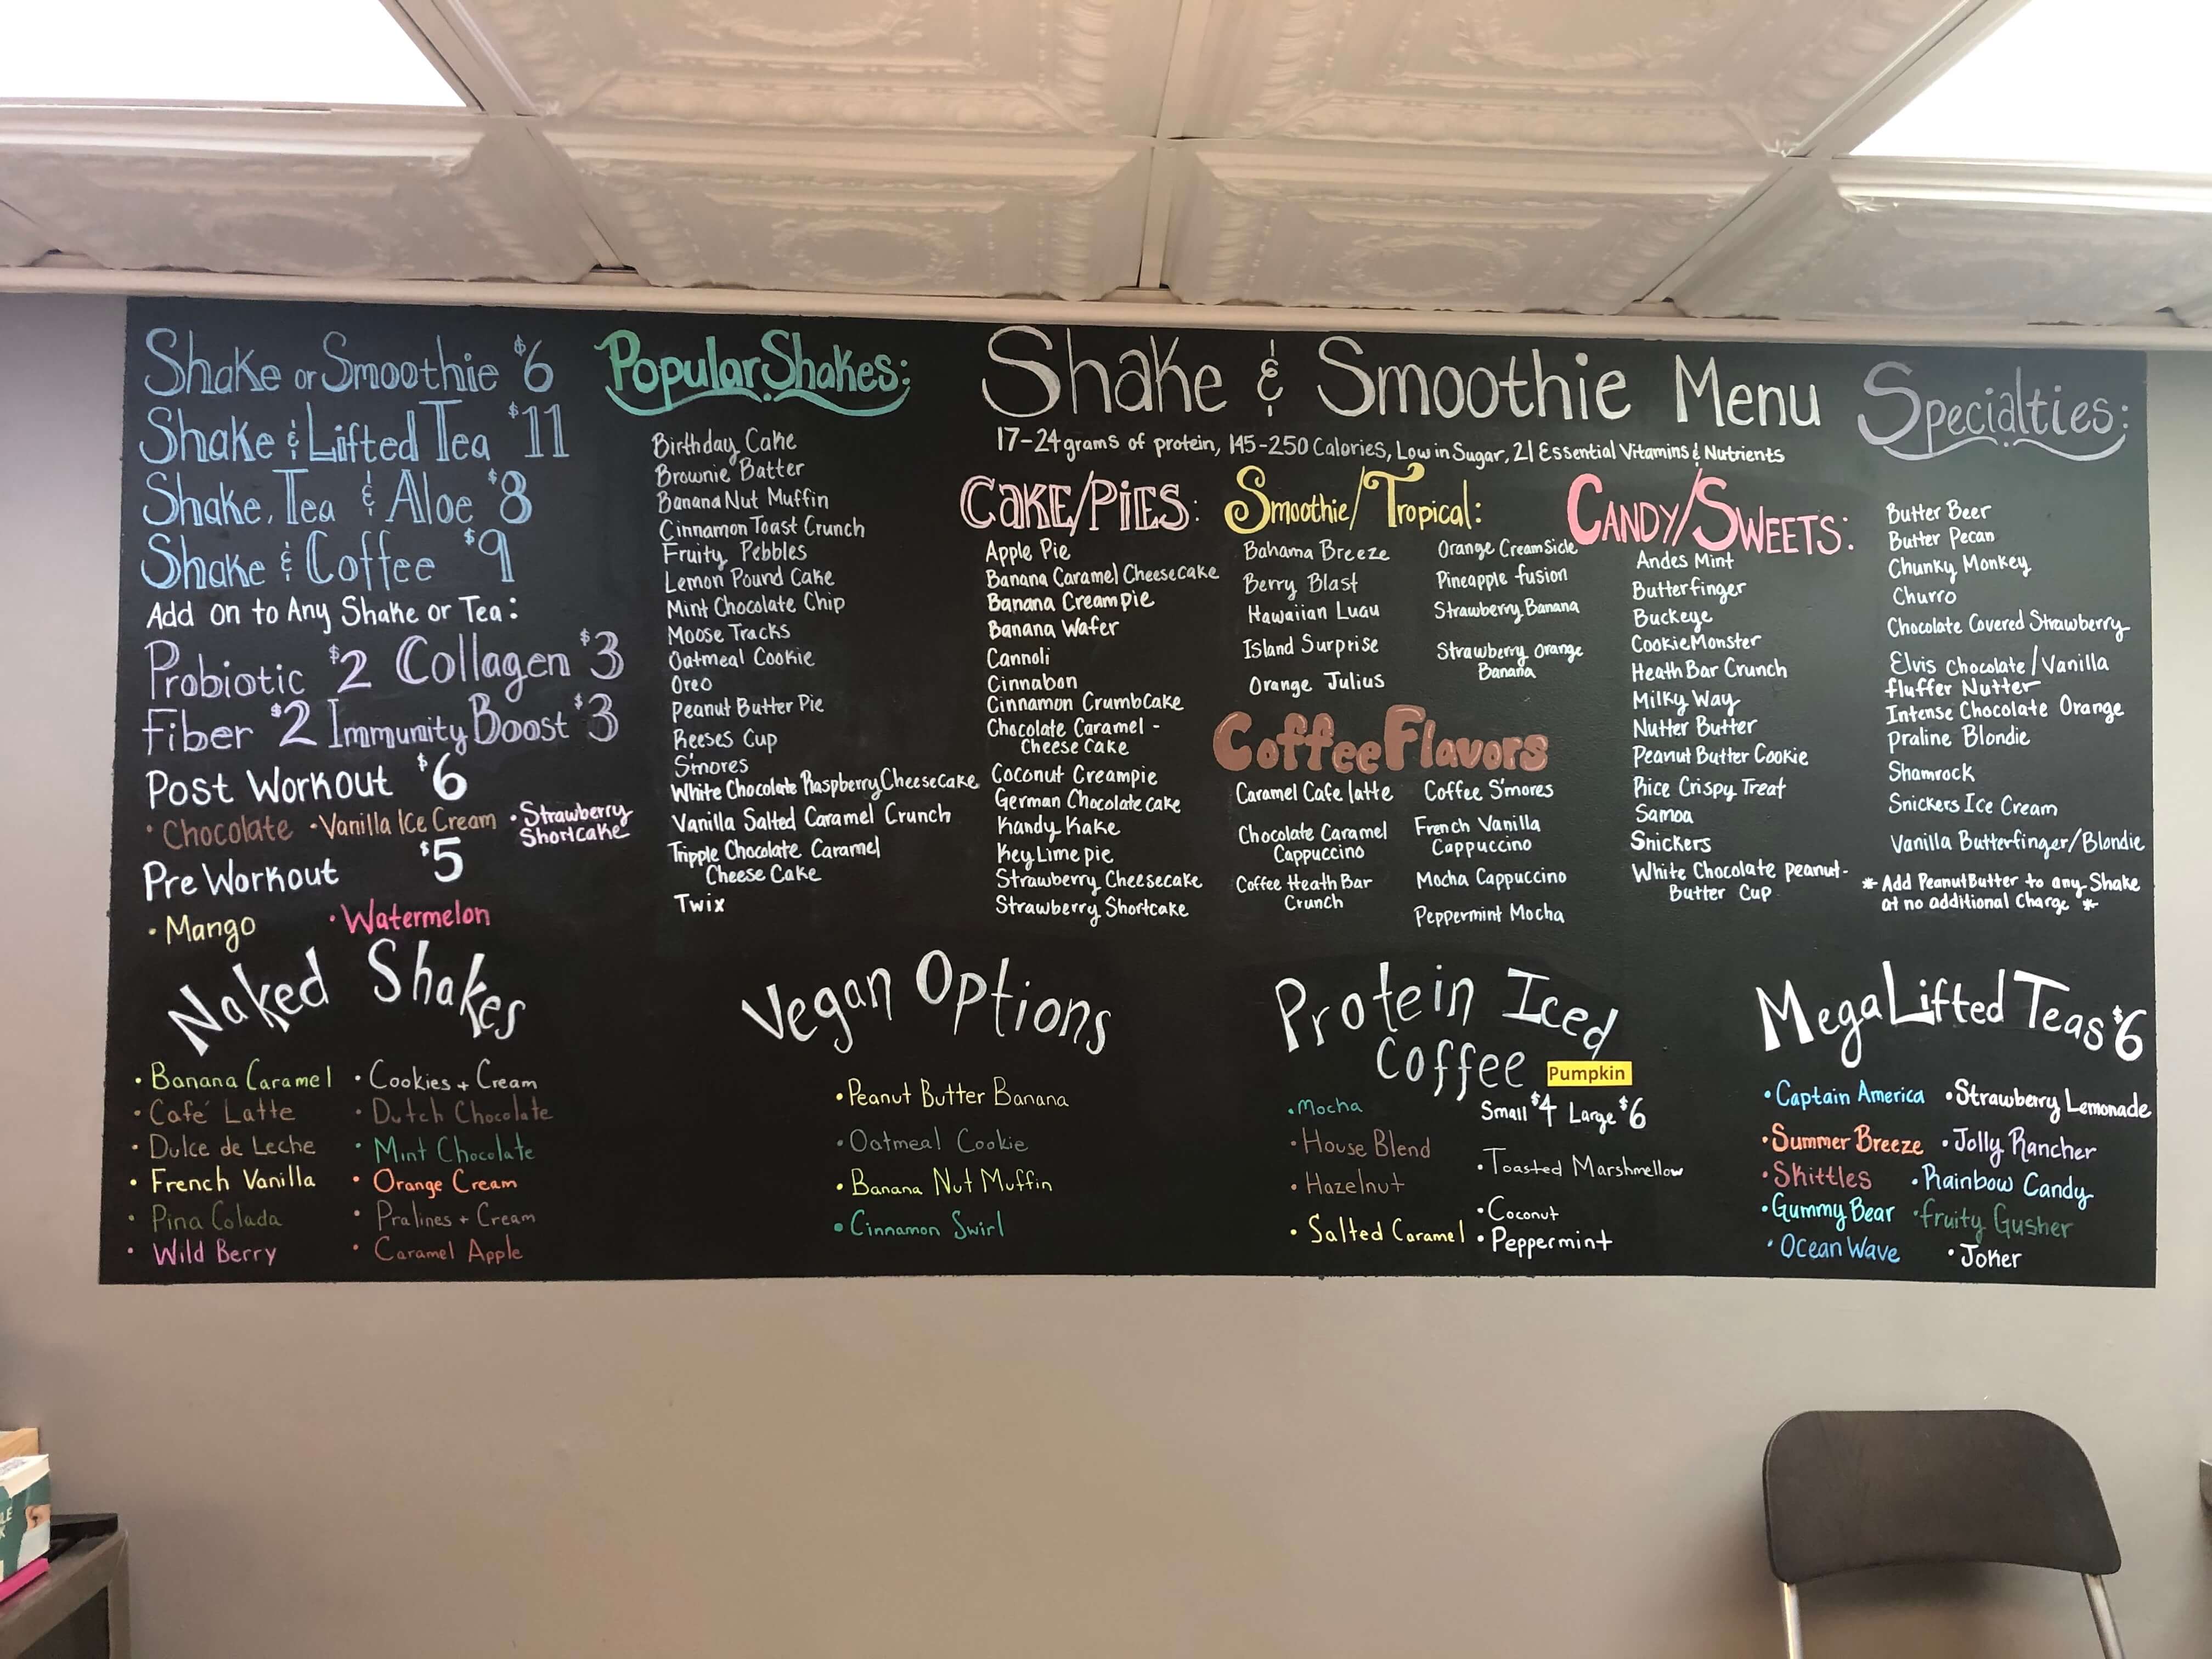 Shake or Smoothie $6
Shake & Lifted Tea $11
Shake, Tea & Aloe $8
Shake & Coffee $9
Add on to Any Shake or Tea:
Probiotic $2 Collagen $3
Fiber $2 Immunity Boost $3
Post Workout $6
• Chocolate • Vanilla Ice Cream • Strawberry
Shortcake
Pre Workout $5
• Mango • Watermelon
Popular Shakes:
Birthday Cake
Brownie Batter
Banana Nut Muffin
Cinnamon Toast Crunch
Fruity Pebbles
Lemon Pound Cake
Mint Chocolate Chip
Moose Tracks
Oatmeal Cookie
Oreo
Peanut Butter Pie
Reeses Cup
S'mores
White Chocolate Raspberry Cheesecake
Vanilla Salted Caramel Crunch
Tripple Chocolate Caramel
Cheese Cake
Twix
Shake & Smoothie Menu
17-24 grams of protein, 145-250 Calories, Low in Sugar, 21 Essential Vitamins & Nutrients
Cake/Pies:
Apple Pie
Banana Caramel Cheesecake
Banana Creampie
Banana Wafer
Cannoli
Cinnabon
Cinnamon CrumbCake
Chocolate Caramel -
Cheese Cake
Coconut Creampie
German Chocolate cake
Kandy Kake
Key Lime pie
Strawberry Cheesecake
Strawberry Shortcake
Smoothie/Tropical:
Bahama Breeze
Berry Blast
Hawaiian Luau
Island Surprise
Orange Julius
Orange CreamSicle
Pineapple fusion
Strawberry Banana
Strawberry Orange
Banana
Coffee Flavors
Caramel Cafe latte
Chocolate Caramel
Cappuccino
Coffee Heath Bar
Crunch
Coffee S'mores
French Vanilla
Cappuccino
Mocha Cappuccino
Peppermint Mocha
Candy/Sweets:
Andes Mint
Butterfinger
Buckeye
CookieMonster
Heath Bar Crunch
Milky Way
Nutter Butter
Peanut Butter Cookie
Rice Crispy Treat
Samoa
Snickers
White Chocolate peanut-
Butter Cup
Specialties:
Butter Beer
Butter Pecan
Chunky Monkey
Churro
Chocolate Covered Strawberry
Elvis Chocolate/Vanilla
fluffer Nutter
Intense Chocolate Orange
Praline Blondie
Shamrock
Snickers Ice Cream
Vanilla Butterfinger/Blondie
* Add PeanutButter to any Shake
at no additional Charge *
Naked Shakes
• Banana Caramel
• Café Latte
• Dulce de Leche
• French Vanilla
• Pina Colada
• Wild Berry
• Cookies + Cream
• Dutch Chocolate
• Mint Chocolate
• Orange Cream
• Pralines + Cream
• Caramel Apple
Vegan Options
• Peanut Butter Banana
• Oatmeal Cookie
• Banana Nut Muffin
• Cinnamon Swirl
Protein Iced
Coffee Pumpkin
Small $4 Large $6
• Mocha
• House Blend
• Hazelnut
• Salted Caramel
• Toasted Marshmellow
• Coconut
• Peppermint
Mega Lifted Teas $6
• Captain America
• Summer Breeze
• Skittles
• Gummy Bear
• Ocean Wave
• Strawberry Lemonade
• Jolly Rancher
• Rainbow Candy
• Fruity Gusher
• Joker